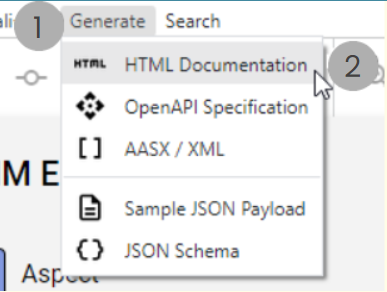 ali
1 Generate Search
HTML HTML Documentation 2
OpenAPI Specification
[ ] AASX / XML
M E
Sample JSON Payload
{} JSON Schema
Aspect